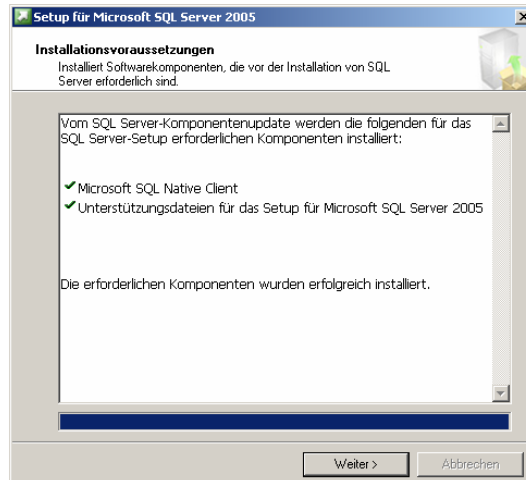 Setup für Microsoft SQL Server 2005
Installationsvoraussetzungen
Installiert Softwarekomponenten, die vor der Installation von SQL
Server erforderlich sind.
Vom SQL Server-Komponentenupdate werden die folgenden für das
SQL Server-Setup erforderlichen Komponenten installiert:
Microsoft SQL Native Client
Unterstützungsdateien für das Setup für Microsoft SQL Server 2005
Die erforderlichen Komponenten wurden erfolgreich installiert.
Weiter >
Abbrechen